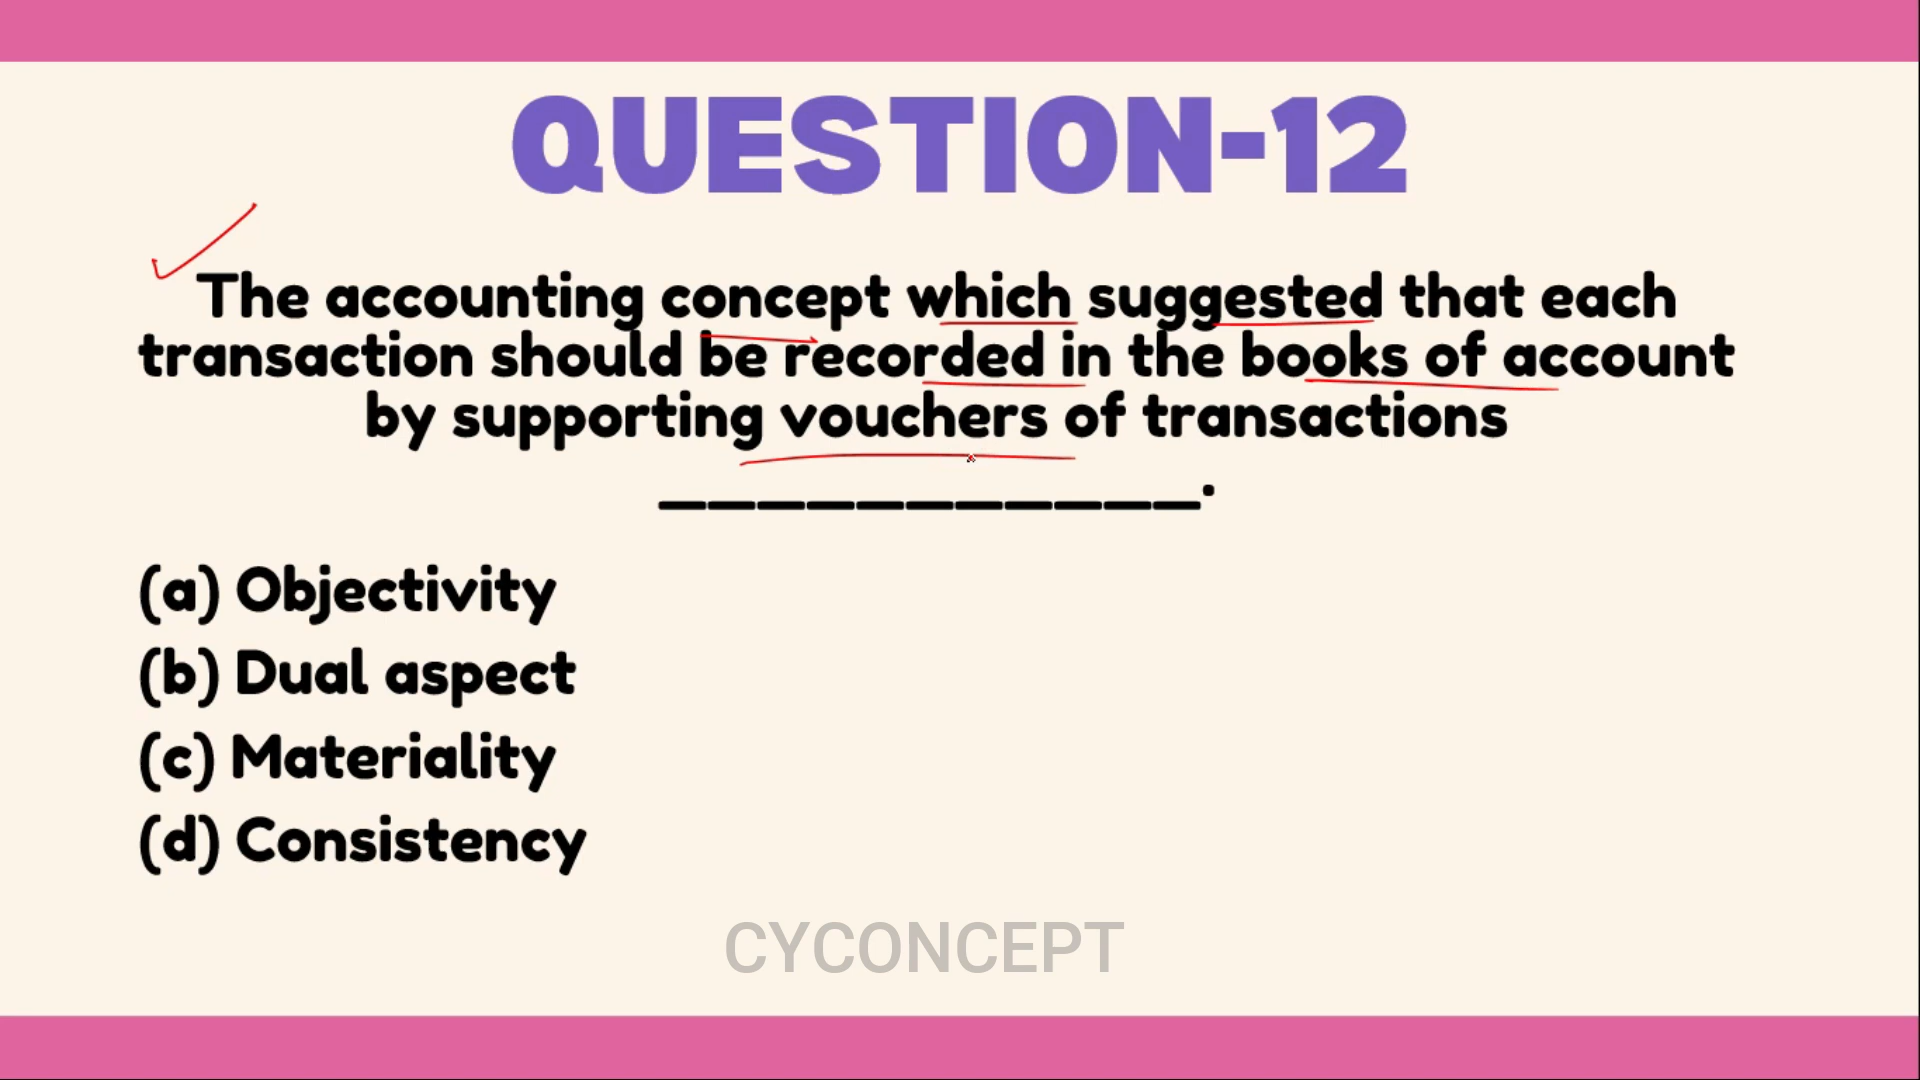 QUESTION-12
The accounting concept which suggested that each
transaction should be recorded in the books of account
by supporting vouchers of transactions
___________.
(a) Objectivity
(b) Dual aspect
(c) Materiality
(d) Consistency
CYCONCEPT